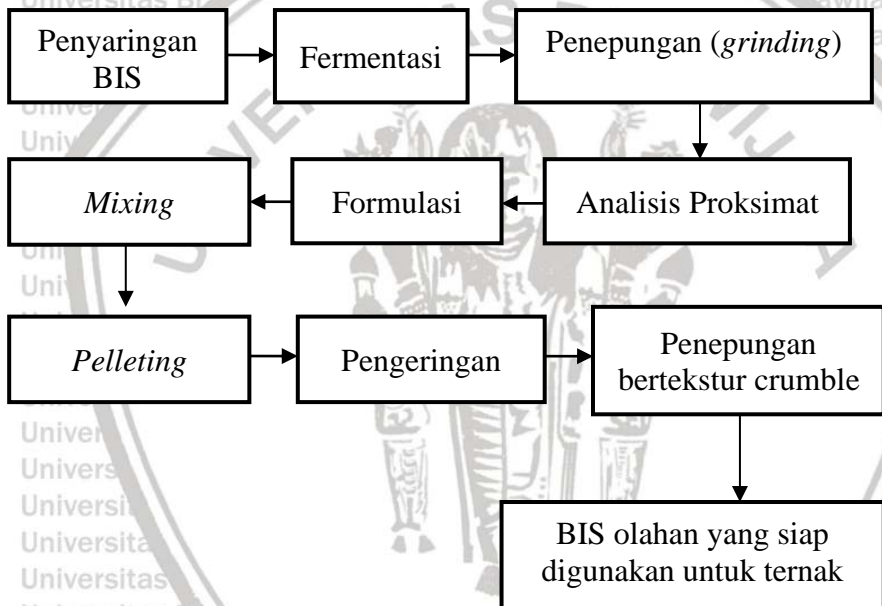 Penyaringan
BIS
Fermentasi
Penepungan (grinding)
Mixing
Formulasi
Analisis Proksimat
Pelleting
Pengeringan
Penepungan
bertekstur crumble
BIS olahan yang siap
digunakan untuk ternak
Universitas